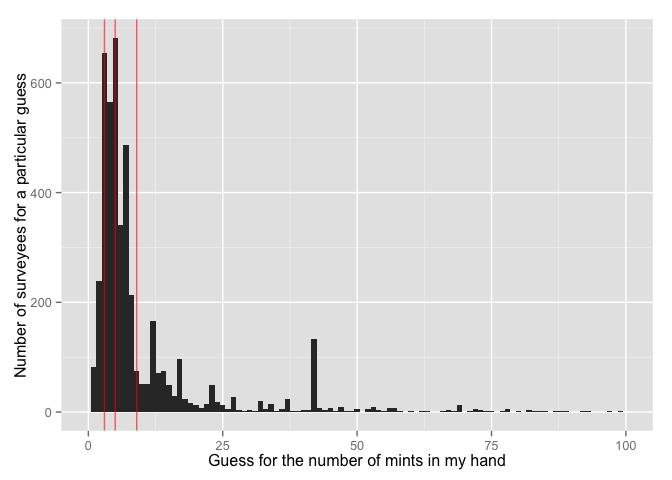 Number of surveyees for a particular guess
600
400
200
0
0 25 50 75 100
Guess for the number of mints in my hand